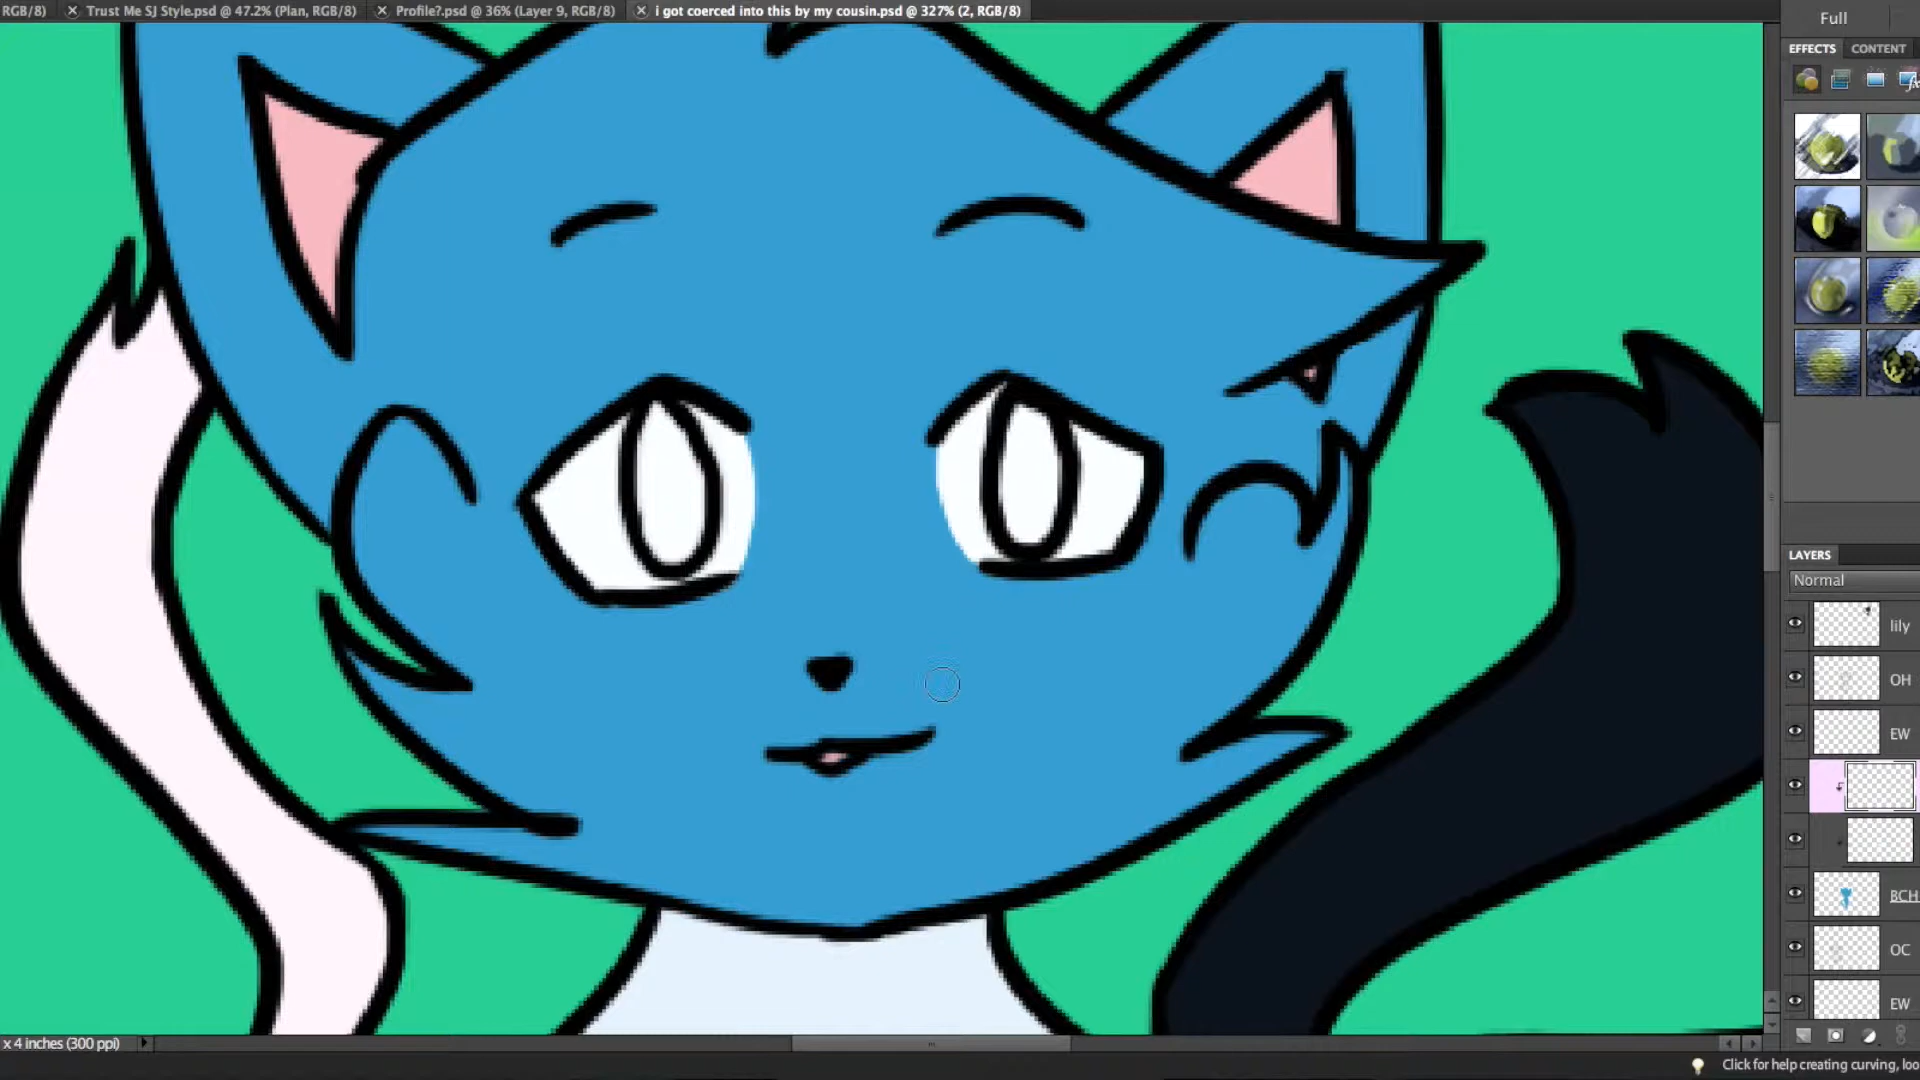 RGB/8)
Trust Me SJ Style.psd @ 47.2% (Plan, RGB/8)
Profile?.psd @ 36% (Layer 9, RGB/8)
i got coerced into this by my cousin.psd @ 327% (2, RGB/8)
Full
EFFECTS
CONTENT
fx
LAYERS
Normal
lily
OH
EW
BCH
OC
EW
x 4 inches (300 ppi)
Click for help creating curving, loo